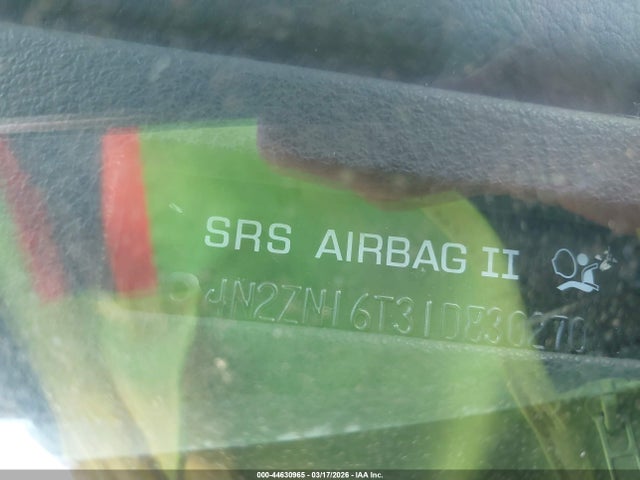 SRS AIRBAG II
4N2ZN16T31D830270
000-44630965 - 03/17/2026 - IAA Inc.